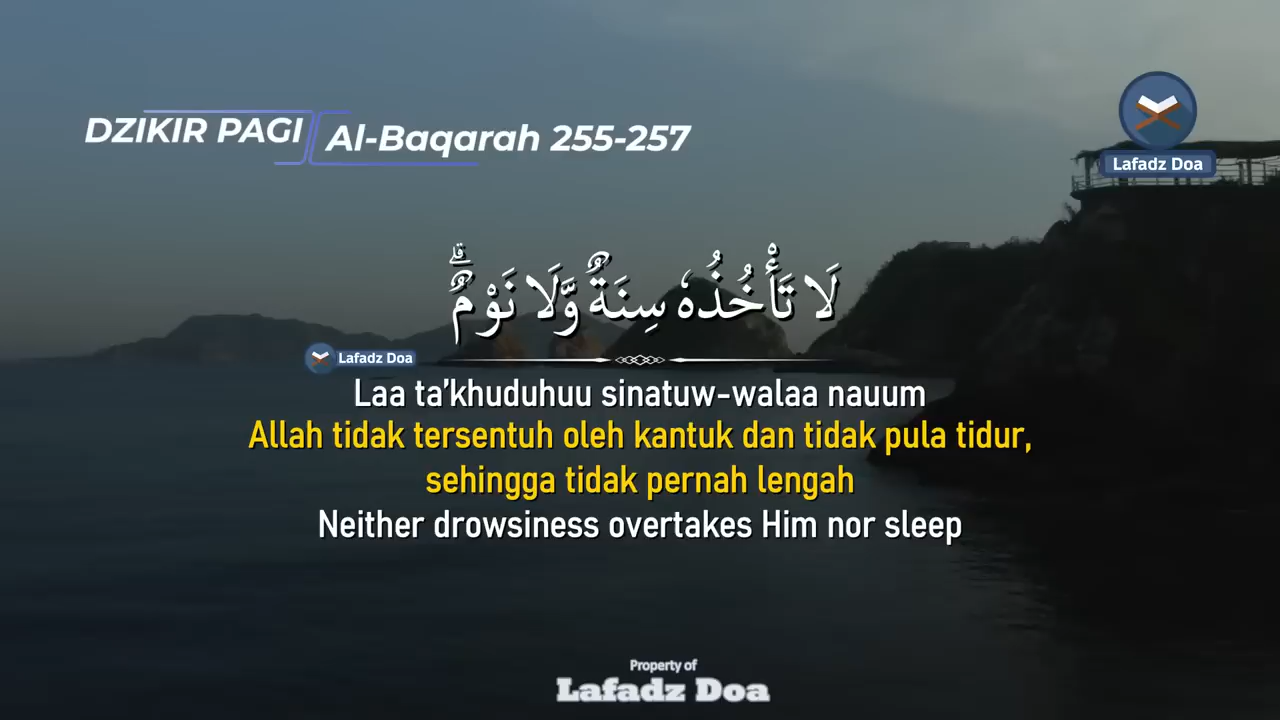 DZIKIR PAGI Al-Baqarah 255-257
Lafadz Doa
لَا تَأْخُذُهٗ سِنَةٌ وَّلَا نَوْمٌۗ
Lafadz Doa
Laa ta’khuduhuu sinatuw-walaa nauum
Allah tidak tersentuh oleh kantuk dan tidak pula tidur,
sehingga tidak pernah lengah
Neither drowsiness overtakes Him nor sleep
Property of
Lafadz Doa